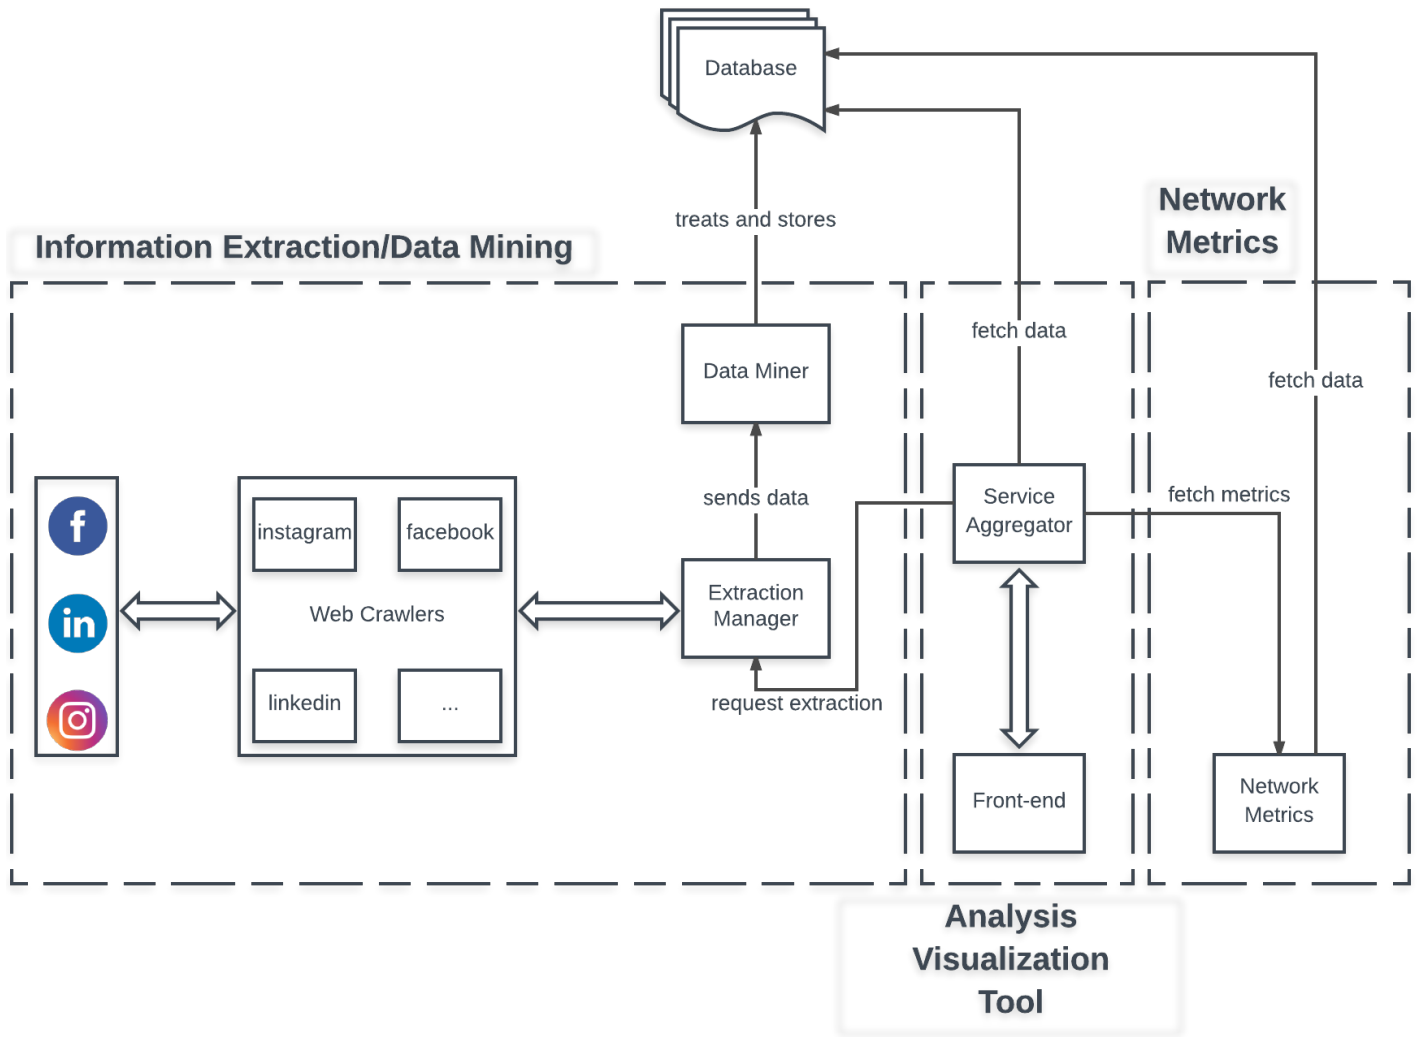 Database
Network
Metrics
treats and stores
Information Extraction/Data Mining
fetch data
Data Miner
fetch data
sends data
Service
Aggregator
fetch metrics
instagram
facebook
Web Crawlers
linkedin
...
Extraction
Manager
request extraction
Front-end
Network
Metrics
Analysis
Visualization
Tool
f
in